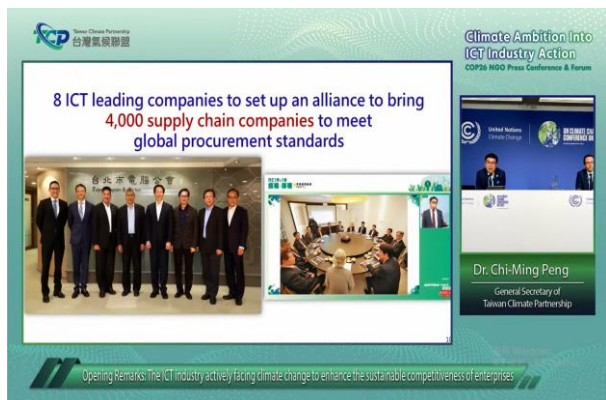 TCP
Taiwan Climate Partnership
台灣氣候聯盟
Climate Ambition Into
ICT Industry Action
COP26 NGO Press Conference & Forum
8 ICT leading companies to set up an alliance to bring
4,000 supply chain companies to meet
global procurement standards
台北市電腦公會
United Nations
Climate Change
UN CLIMATE CHANGE
CONFERENCE UK
Dr. Chi-Ming Peng
General Secretary of
Taiwan Climate Partnership
Opening Remarks: The ICT industry actively facing climate change to enhance the sustainable competitiveness of enterprises